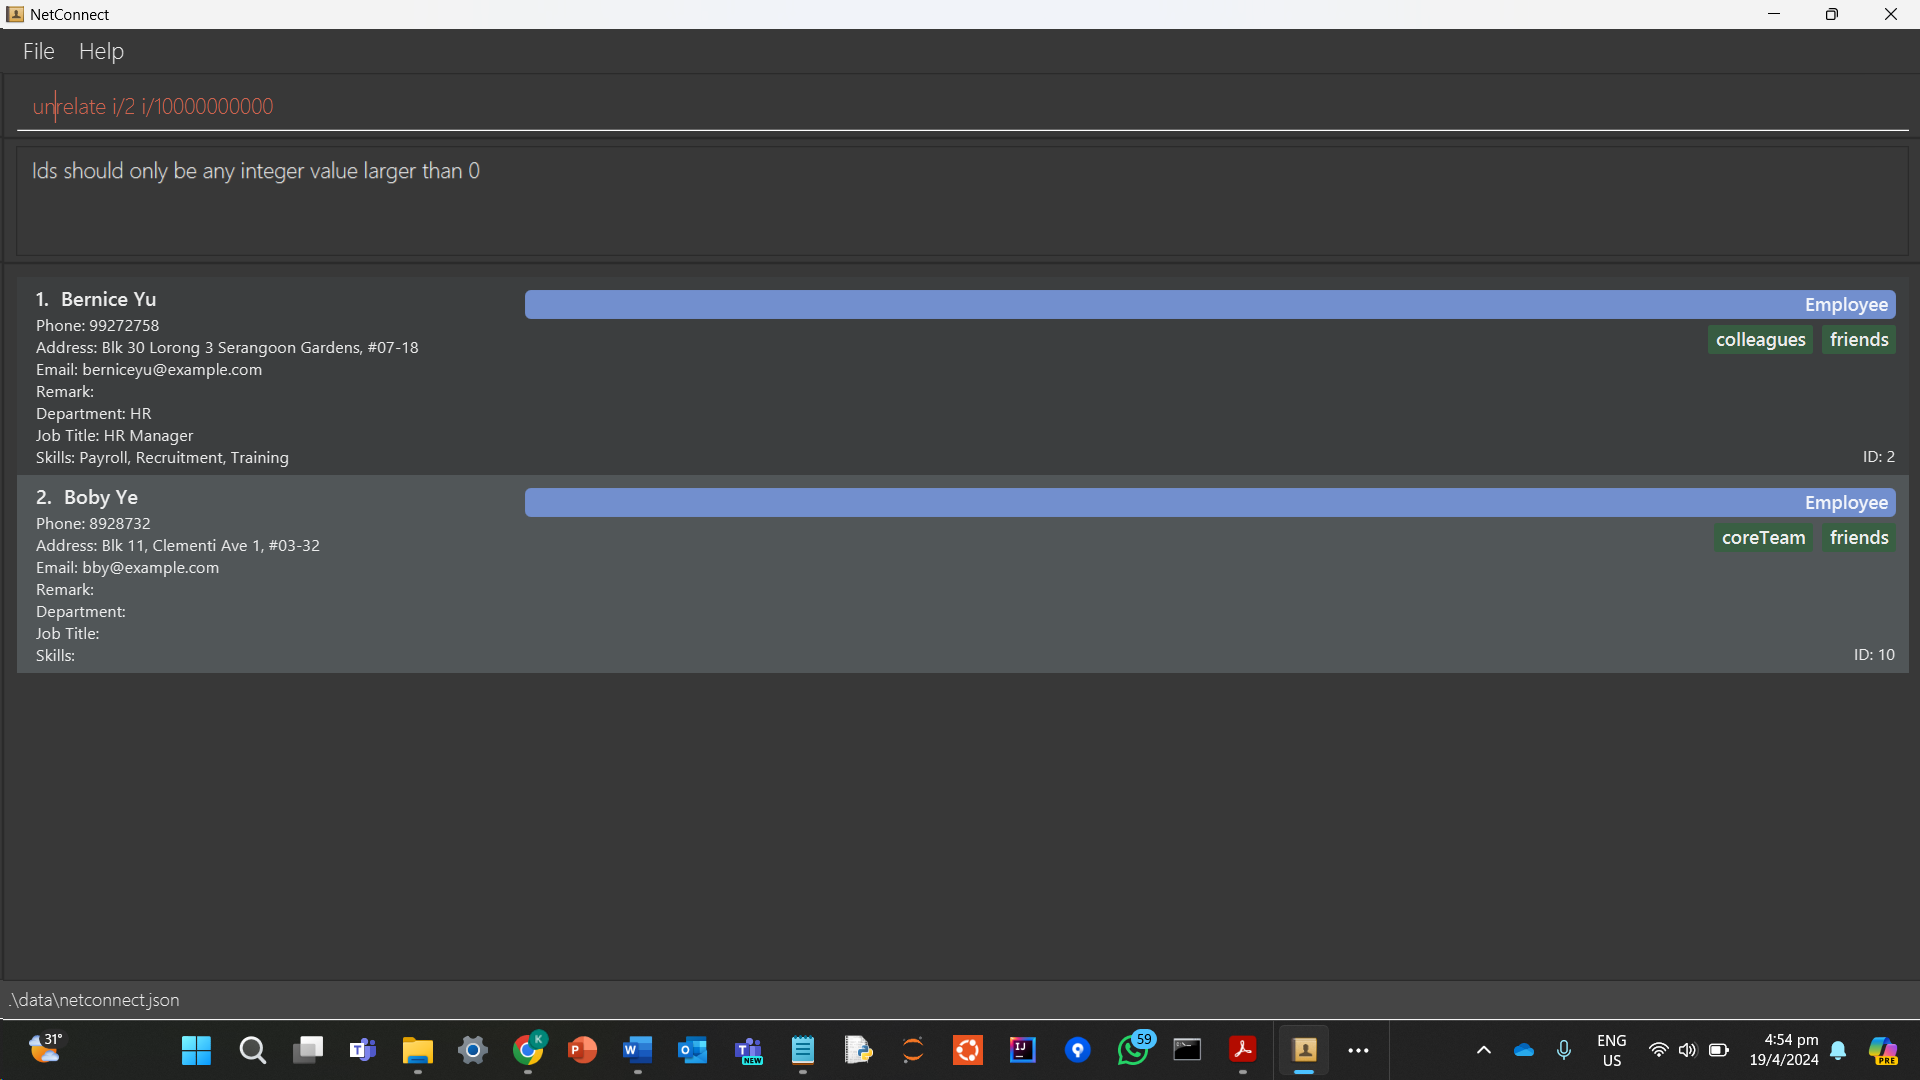 NetConnect
File Help
unrelate i/2 i/10000000000
Ids should only be any integer value larger than 0
1. Bernice Yu
Employee
Phone: 99272758
colleagues friends
Address: Blk 30 Lorong 3 Serangoon Gardens, #07-18
Email: berniceyu@example.com
Remark:
Department: HR
Job Title: HR Manager
Skills: Payroll, Recruitment, Training
ID: 2
2. Boby Ye
Employee
Phone: 8928732
coreTeam friends
Address: Blk 11, Clementi Ave 1, #03-32
Email: bby@example.com
Remark:
Department:
Job Title:
Skills:
ID: 10
.\data\netconnect.json
31°
K
P
W
O
NEW
IJ
59
ENG
US
4:54 pm
19/4/2024
PRE